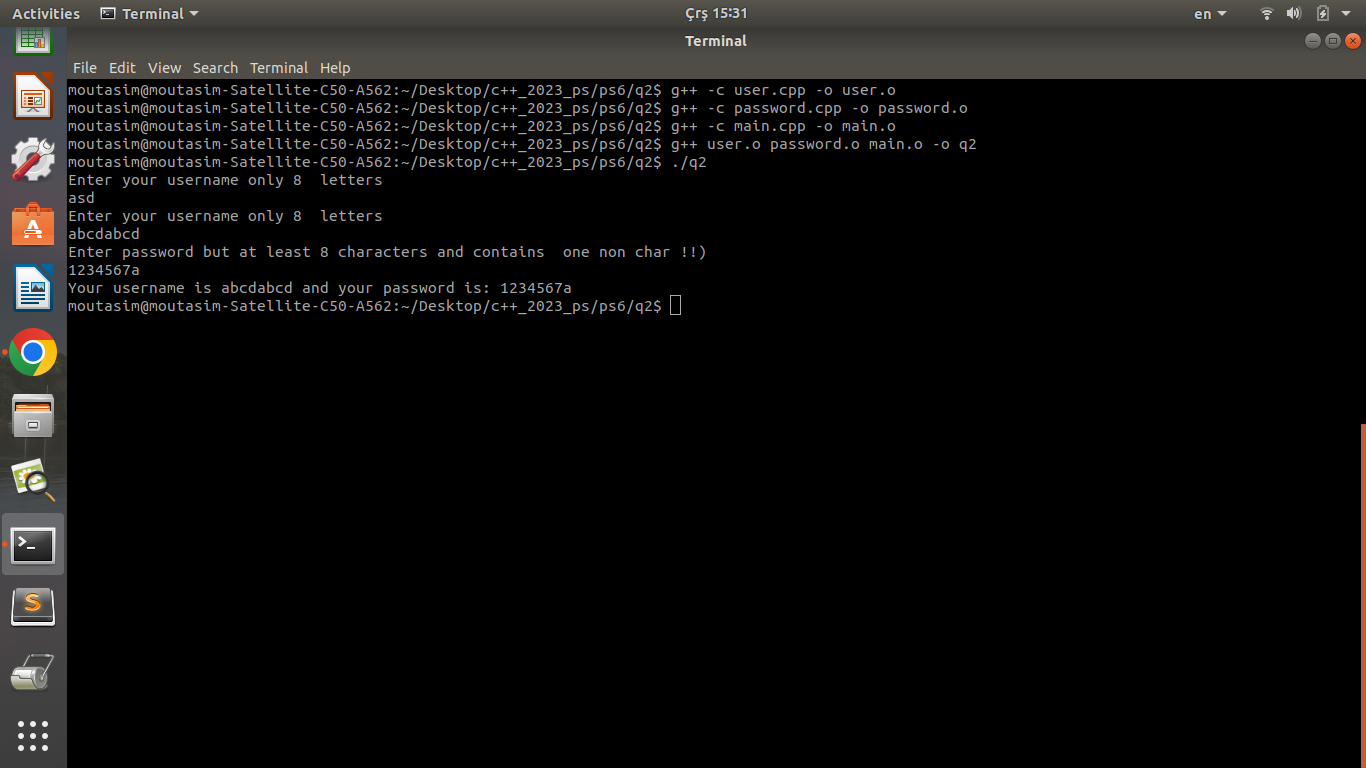 Activities Terminal Çrş 15:31 en
Terminal
File Edit View Search Terminal Help
moutasim@moutasim-Satellite-C50-A562:~/Desktop/c++_2023_ps/ps6/q2$ g++ -c user.cpp -o user.o
moutasim@moutasim-Satellite-C50-A562:~/Desktop/c++_2023_ps/ps6/q2$ g++ -c password.cpp -o password.o
moutasim@moutasim-Satellite-C50-A562:~/Desktop/c++_2023_ps/ps6/q2$ g++ -c main.cpp -o main.o
moutasim@moutasim-Satellite-C50-A562:~/Desktop/c++_2023_ps/ps6/q2$ g++ user.o password.o main.o -o q2
moutasim@moutasim-Satellite-C50-A562:~/Desktop/c++_2023_ps/ps6/q2$ ./q2
Enter your username only 8  letters
asd
Enter your username only 8  letters
abcdabcd
Enter password but at least 8 characters and contains  one non char !!)
1234567a
Your username is abcdabcd and your password is: 1234567a
moutasim@moutasim-Satellite-C50-A562:~/Desktop/c++_2023_ps/ps6/q2$